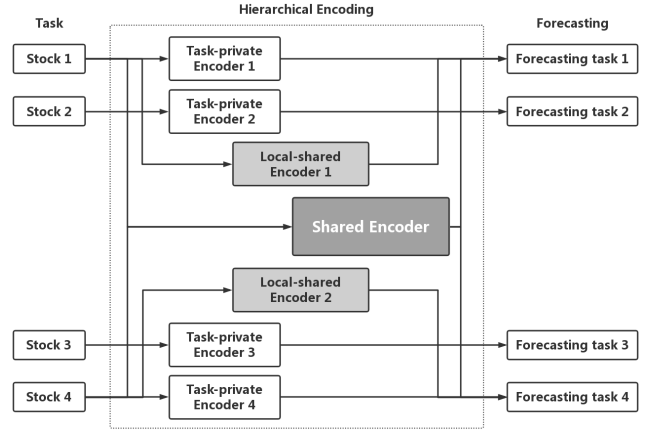 Hierarchical Encoding
Task
Forecasting
Stock 1
Task-private
Encoder 1
Forecasting task 1
Stock 2
Task-private
Encoder 2
Forecasting task 2
Local-shared
Encoder 1
Shared Encoder
Local-shared
Encoder 2
Stock 3
Task-private
Encoder 3
Forecasting task 3
Stock 4
Task-private
Encoder 4
Forecasting task 4